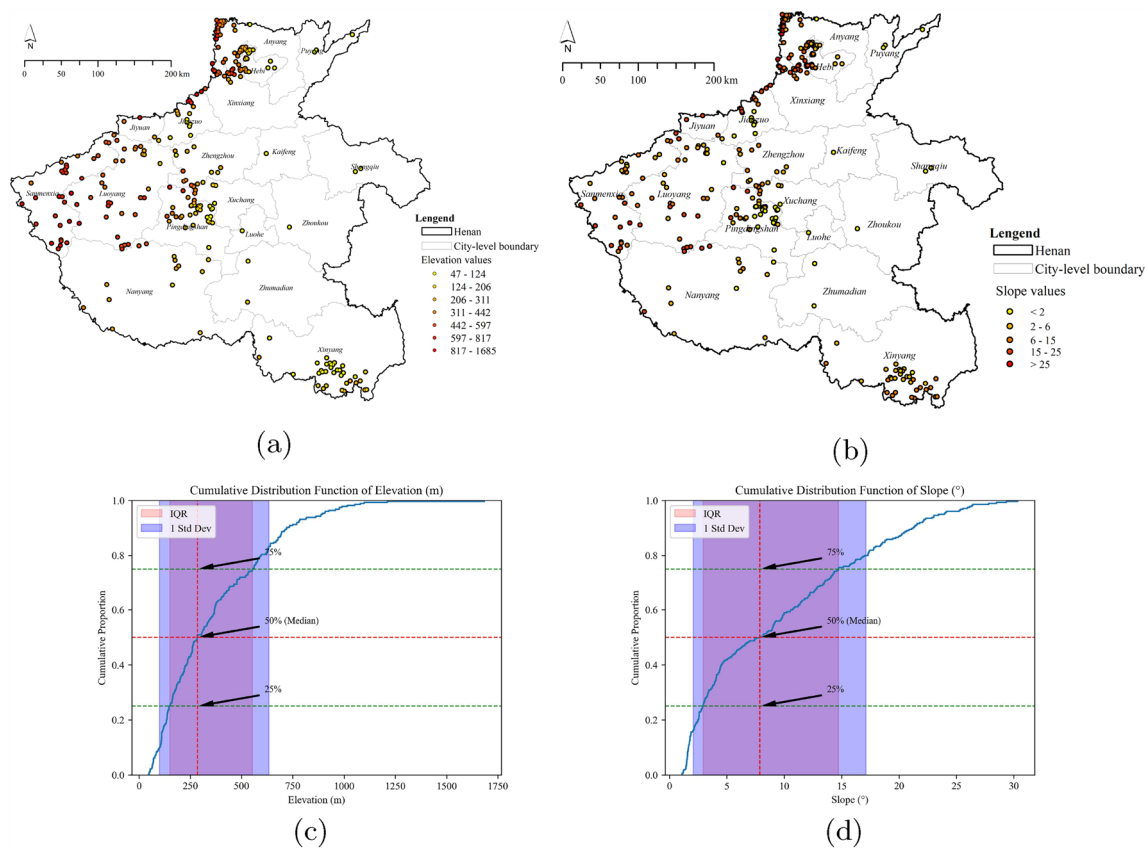 N
0 50 100 200 km
Anyang
Puyang
Hebi
Xinxiang
Jiyuan
Jiaozuo
Zhengzhou
Kaifeng
Shangqiu
Sanmenxia
Luoyang
Xuchang
Pingdingshan
Luohe
Zhoukou
Nanyang
Zhumadian
Xinyang
Lengend
Henan
City-level boundary
Elevation values
47 - 124
124 - 206
206 - 311
311 - 442
442 - 597
597 - 817
817 - 1685
(a)
N
0 50 100 200 km
Anyang
Puyang
Hebi
Xinxiang
Jiyuan
Jiaozuo
Zhengzhou
Kaifeng
Shangqiu
Sanmenxia
Luoyang
Xuchang
Pingdingshan
Luohe
Zhoukou
Nanyang
Zhumadian
Xinyang
Lengend
Henan
City-level boundary
Slope values
< 2
2 - 6
6 - 15
15 - 25
> 25
(b)
Cumulative Distribution Function of Elevation (m)
IQR
1 Std Dev
75%
50% (Median)
25%
Cumulative Proportion
1.0
0.8
0.6
0.4
0.2
0.0
0 250 500 750 1000 1250 1500 1750
Elevation (m)
(c)
Cumulative Distribution Function of Slope (°)
IQR
1 Std Dev
75%
50% (Median)
25%
Cumulative Proportion
1.0
0.8
0.6
0.4
0.2
0.0
0 5 10 15 20 25 30
Slope (°)
(d)